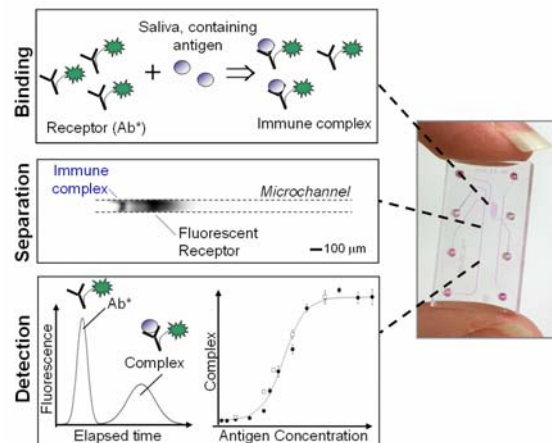 Binding
Saliva, containing
antigen
Receptor (Ab*)
Immune complex
Separation
Immune
complex
Microchannel
Fluorescent
Receptor
100 μm
Detection
Fluorescence
Ab*
Complex
Elapsed time
Complex
Antigen Concentration